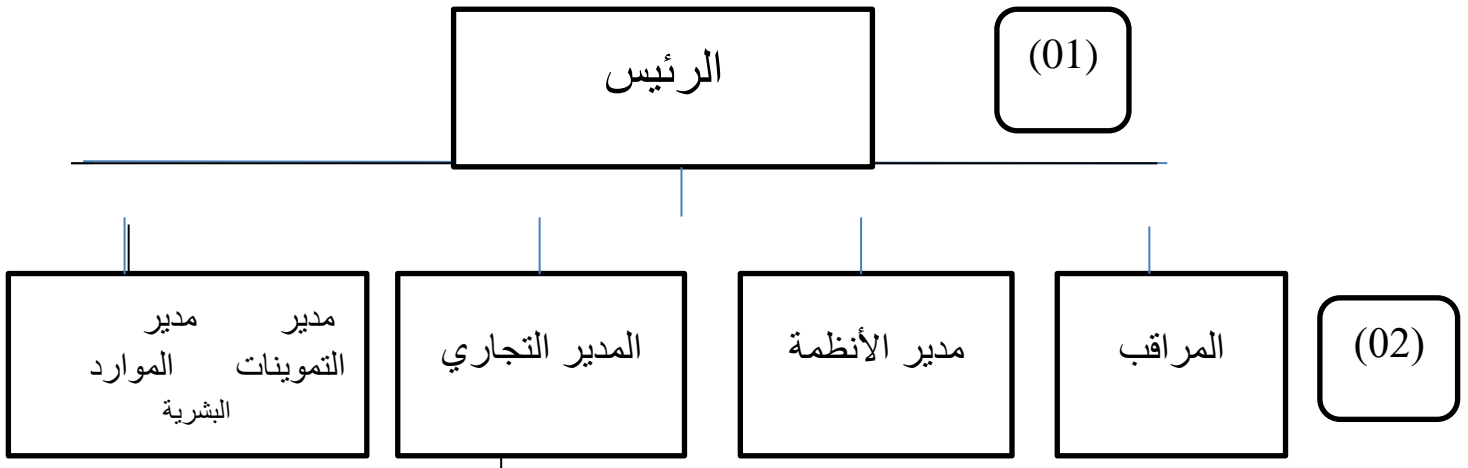 الرئيس
(01)
مدير مدير
التموينات الموارد
البشرية
المدير التجاري
مدير الأنظمة
المراقب
(02)